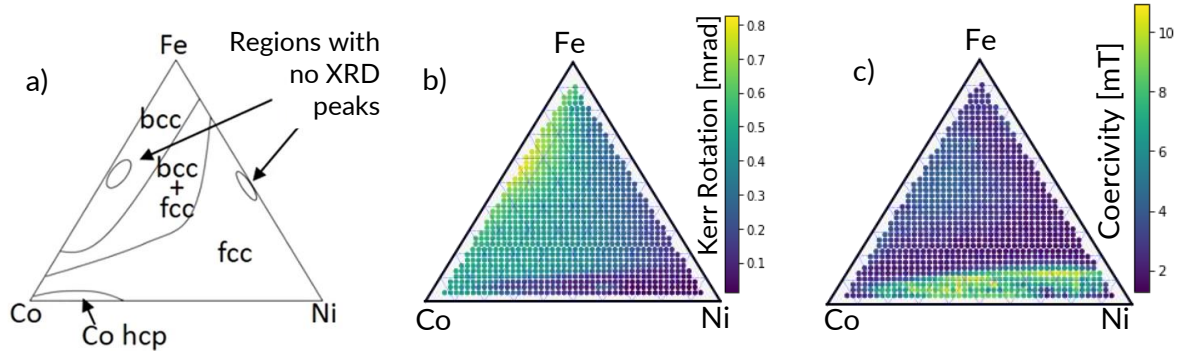 a)
Fe
Regions with
no XRD
peaks
bcc
bcc
+
fcc
fcc
Co
Ni
Co hcp
b)
Fe
Co
Ni
Kerr Rotation [mrad]
0.8
0.7
0.6
0.5
0.4
0.3
0.2
0.1
c)
Fe
Co
Ni
Coercivity [mT]
10
8
6
4
2